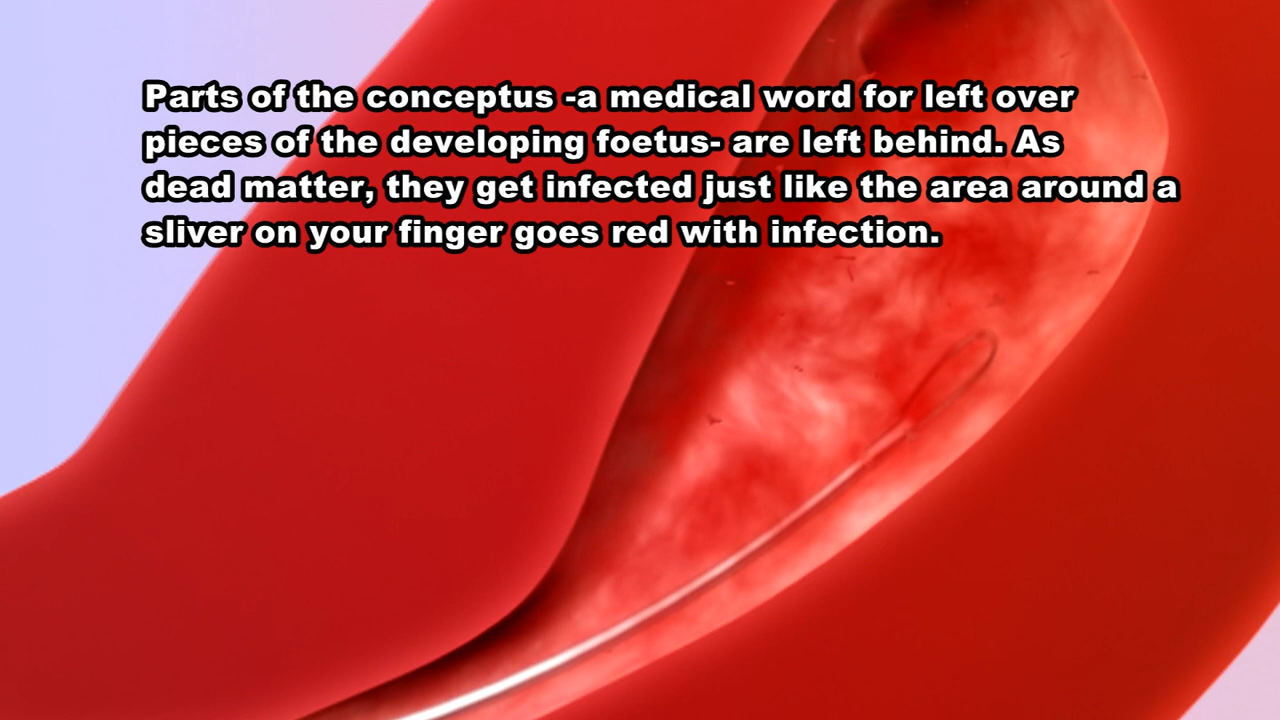 Parts of the conceptus -a medical word for left over
pieces of the developing foetus- are left behind. As
dead matter, they get infected just like the area around a
sliver on your finger goes red with infection.